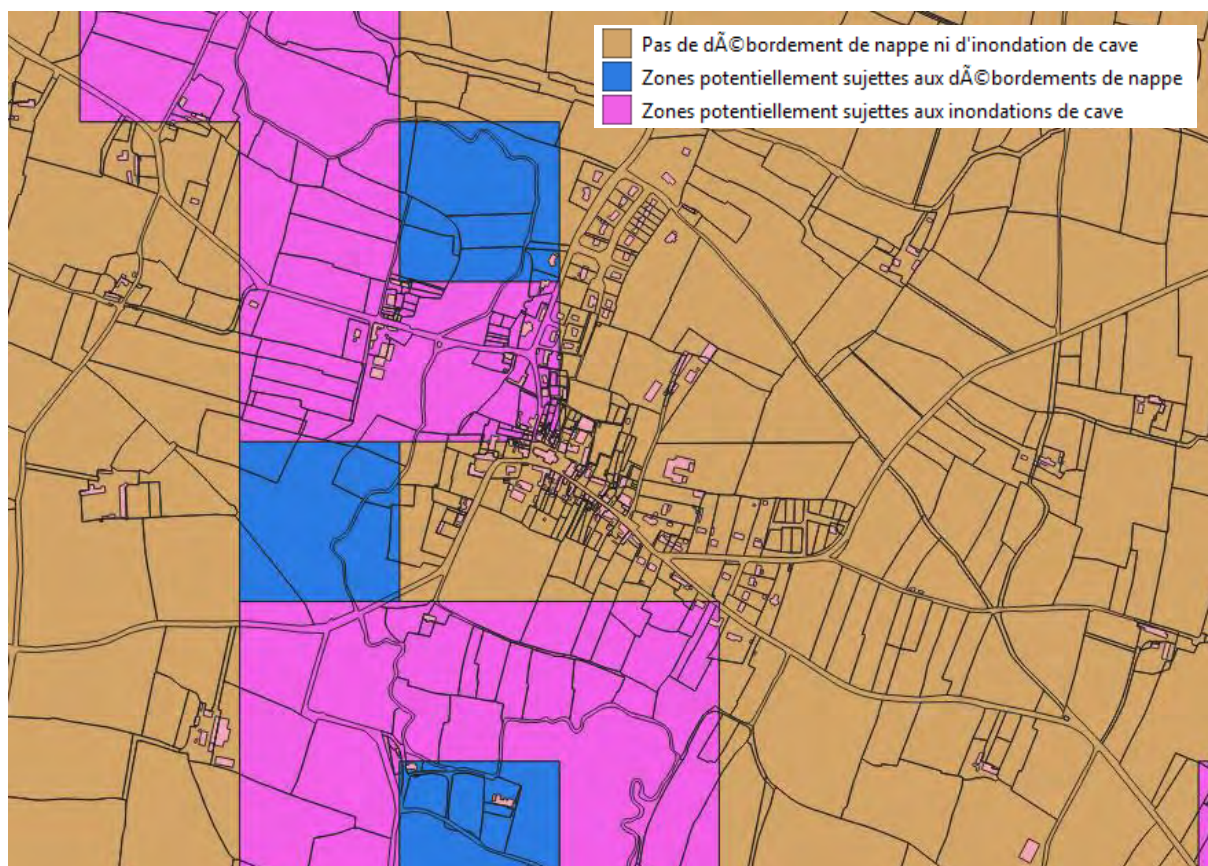 Pas de dÃ©bordement de nappe ni d'inondation de cave
Zones potentiellement sujettes aux dÃ©bordements de nappe
Zones potentiellement sujettes aux inondations de cave